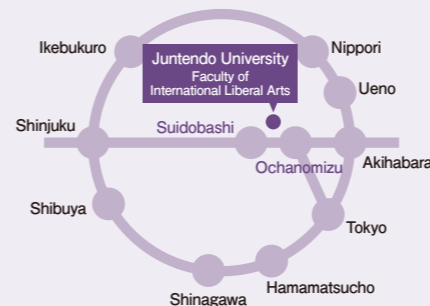 Ikebukuro
Juntendo University
Faculty of
International Liberal Arts
Nippori
Ueno
Shinjuku
Suidobashi
Ochanomizu
Akihabara
Shibuya
Tokyo
Hamamatsucho
Shinagawa